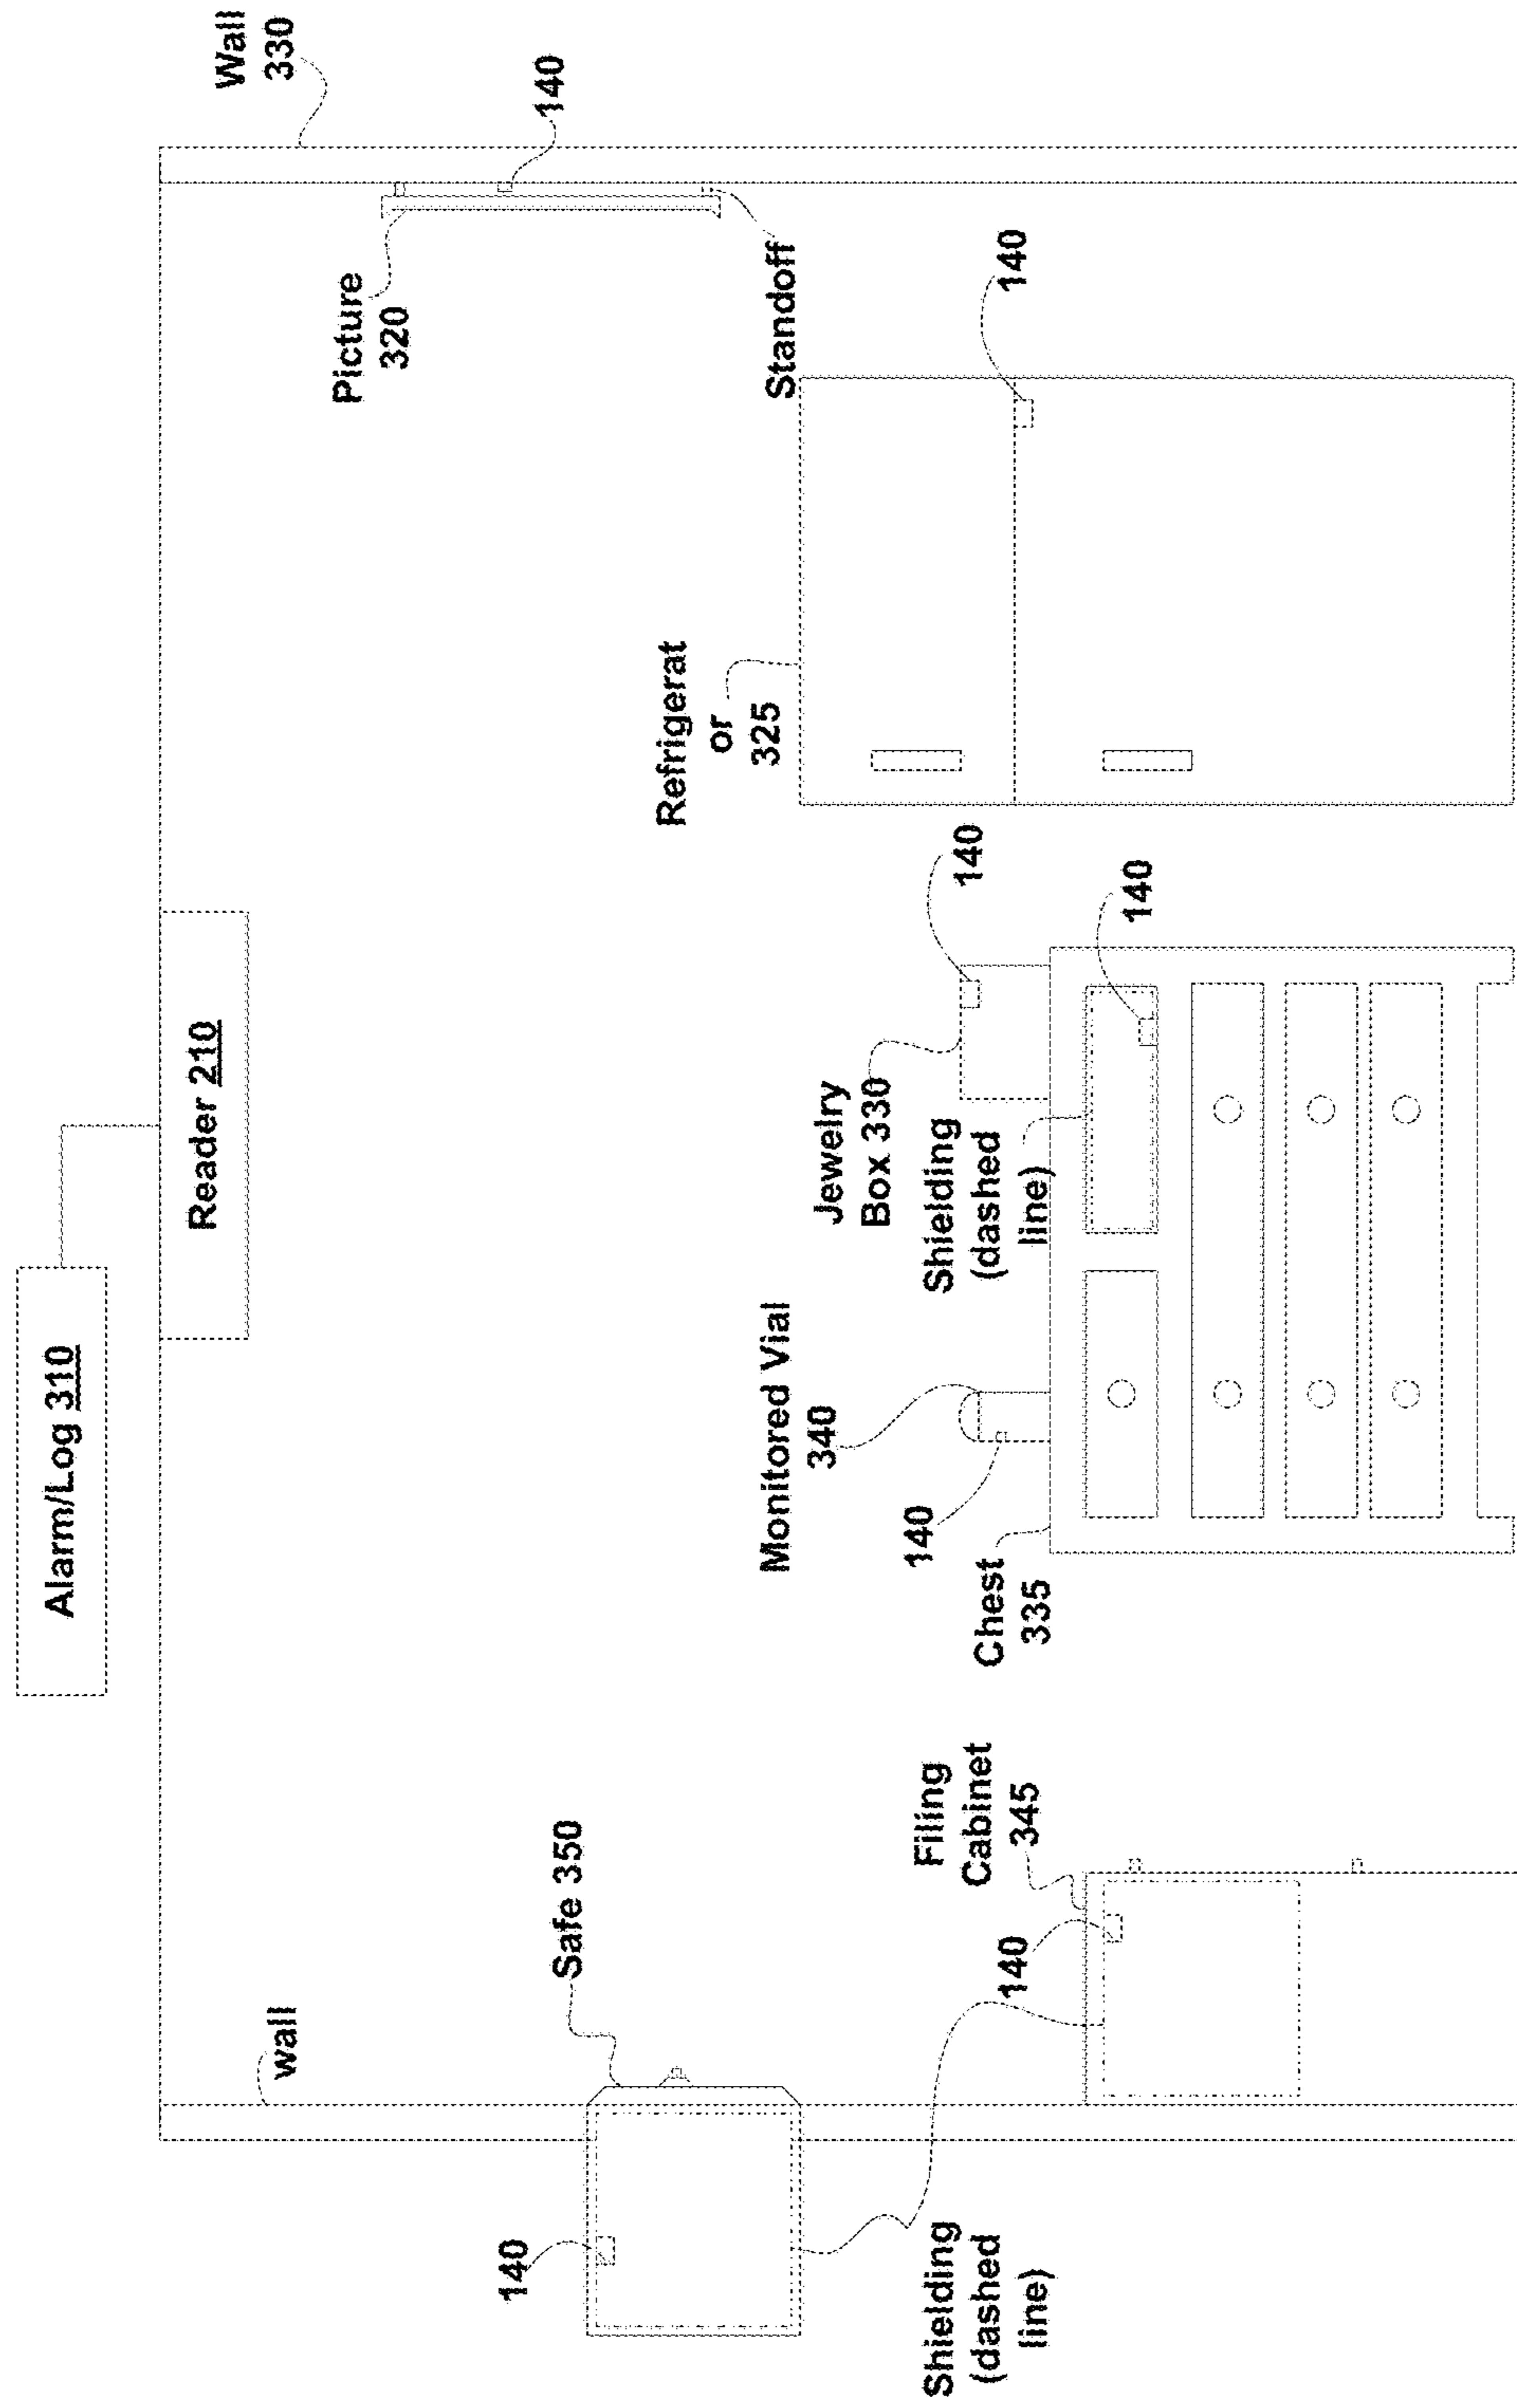 Alarm/Log 310
Reader 210
wall
Wall
330
140
Picture
320
Standoff
Safe 350
140
Refrigerat
or
325
140
Monitored Vial
340
140
Jewelry
Box 330
140
Shielding
(dashed
line)
140
Chest
335
Filing
Cabinet
345
140
Shielding
(dashed
line)